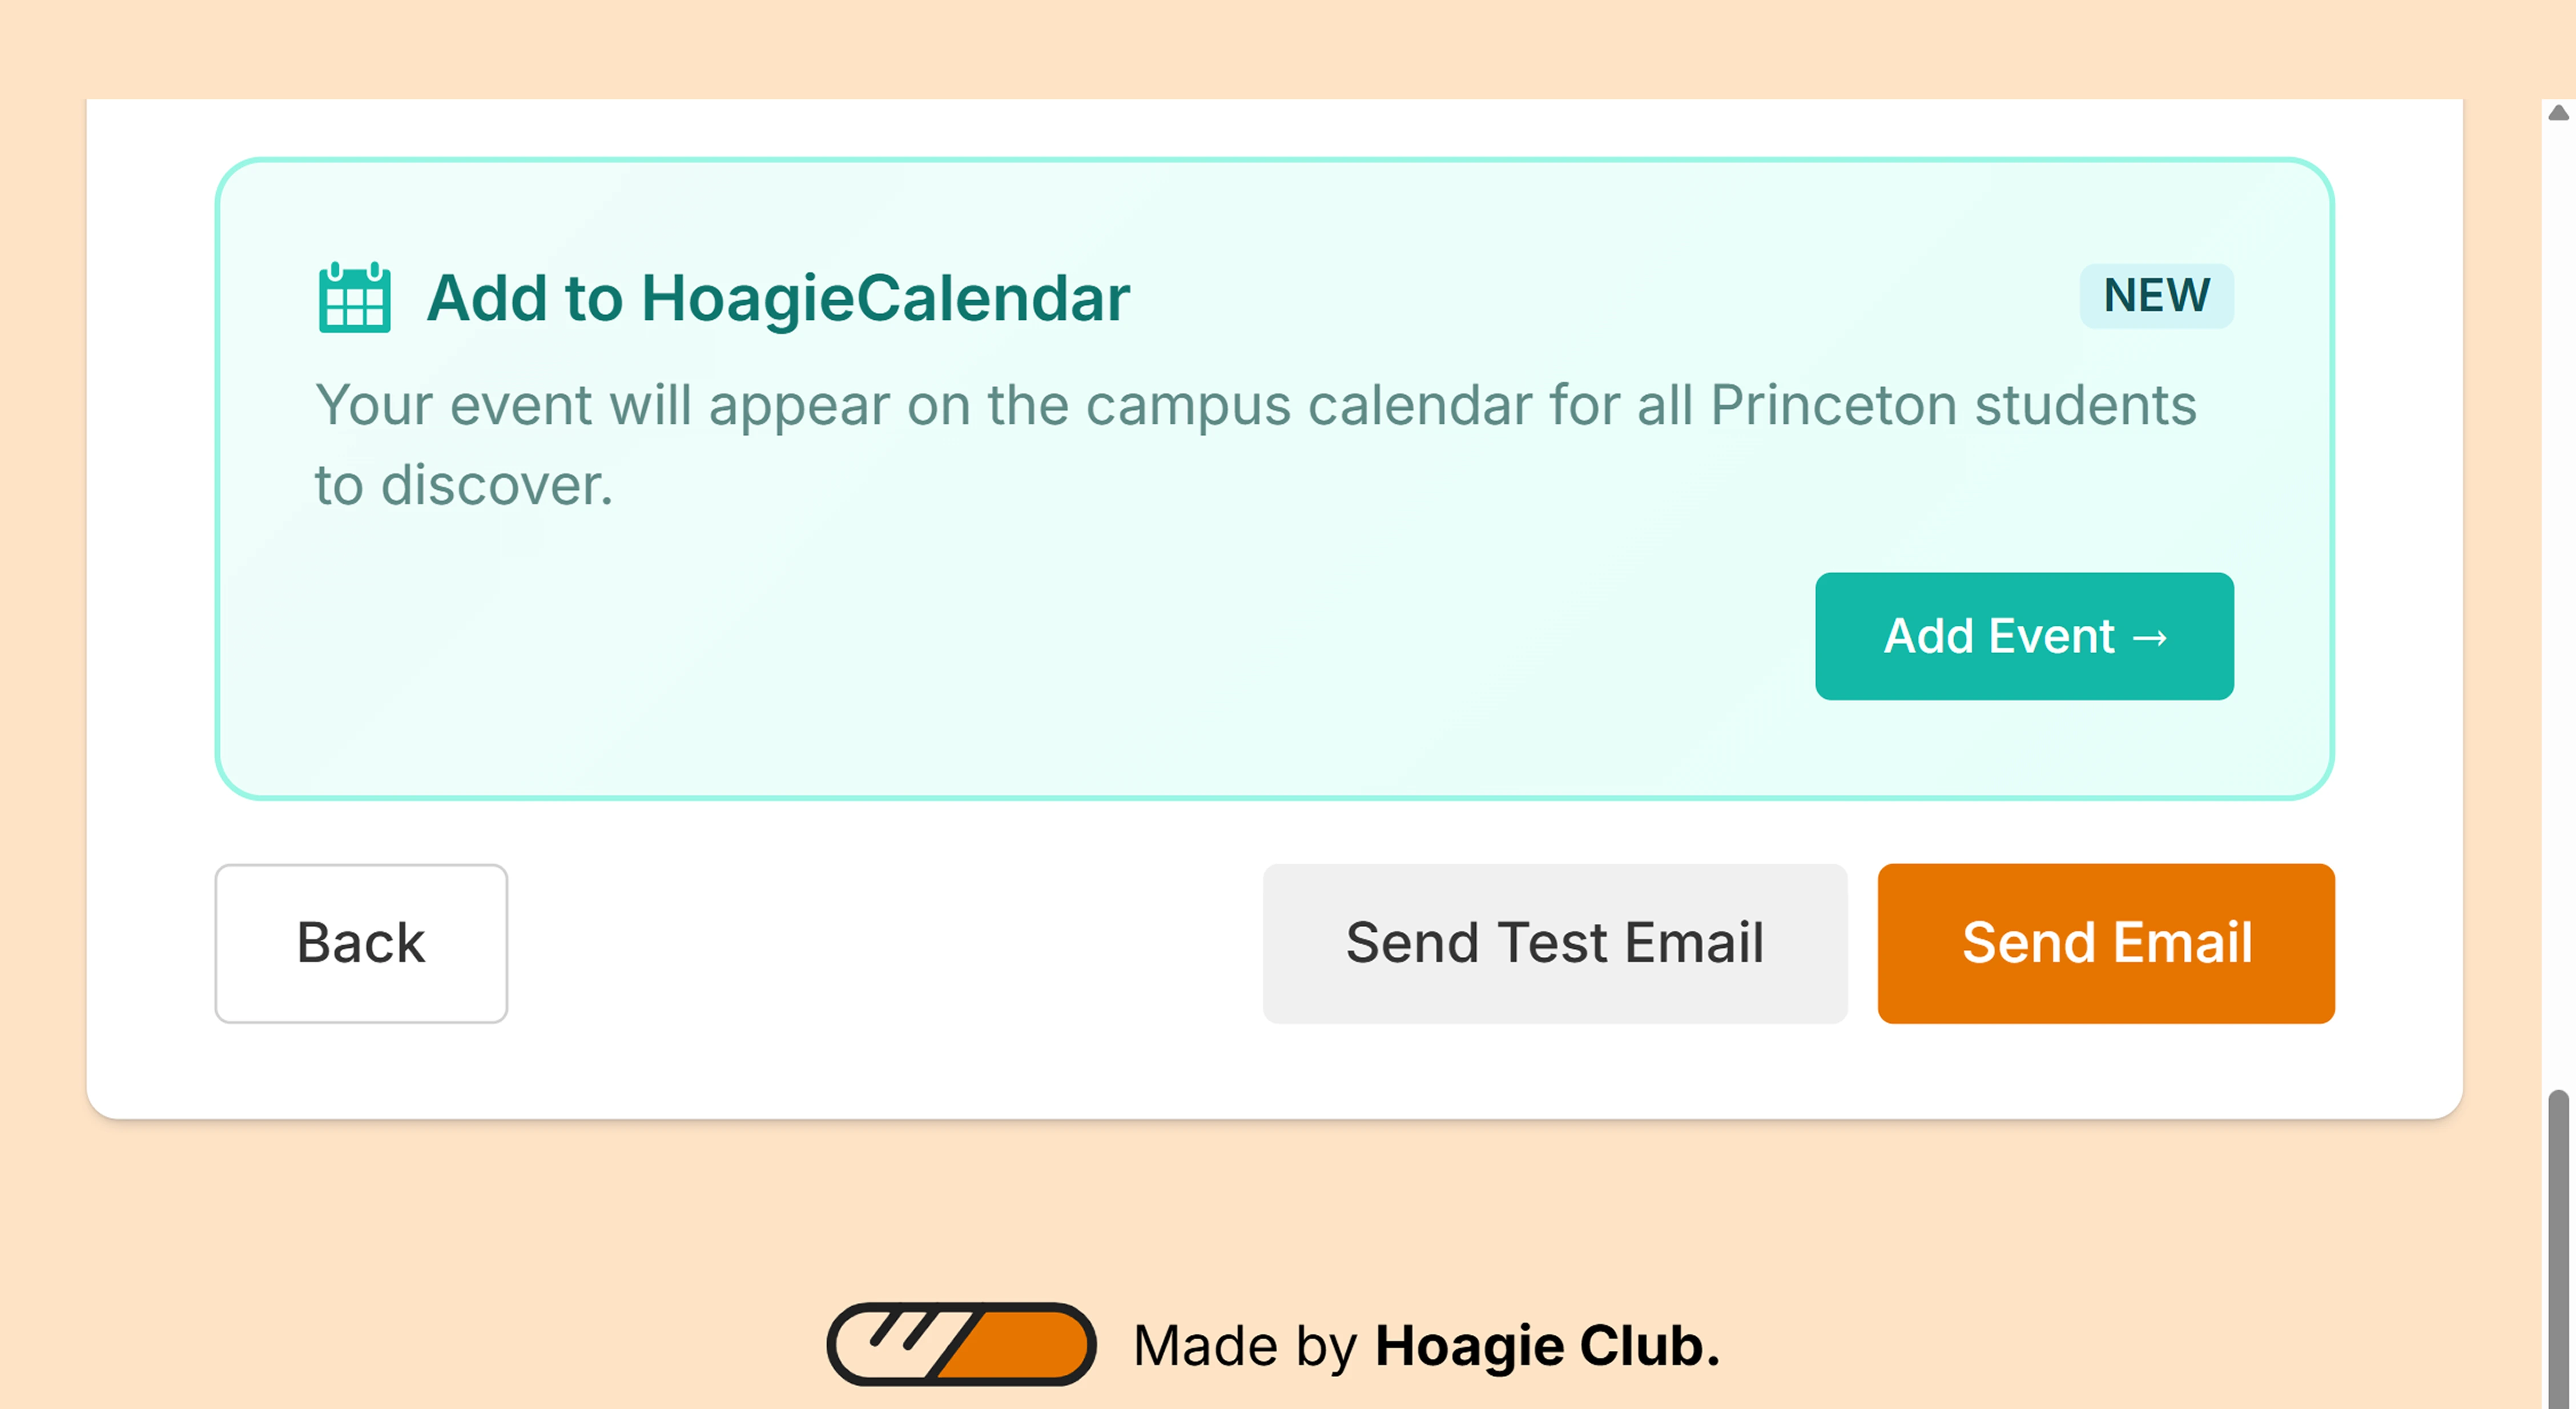 Add to HoagieCalendar
NEW
Your event will appear on the campus calendar for all Princeton students
to discover.
Add Event →
Back
Send Test Email
Send Email
Made by Hoagie Club.